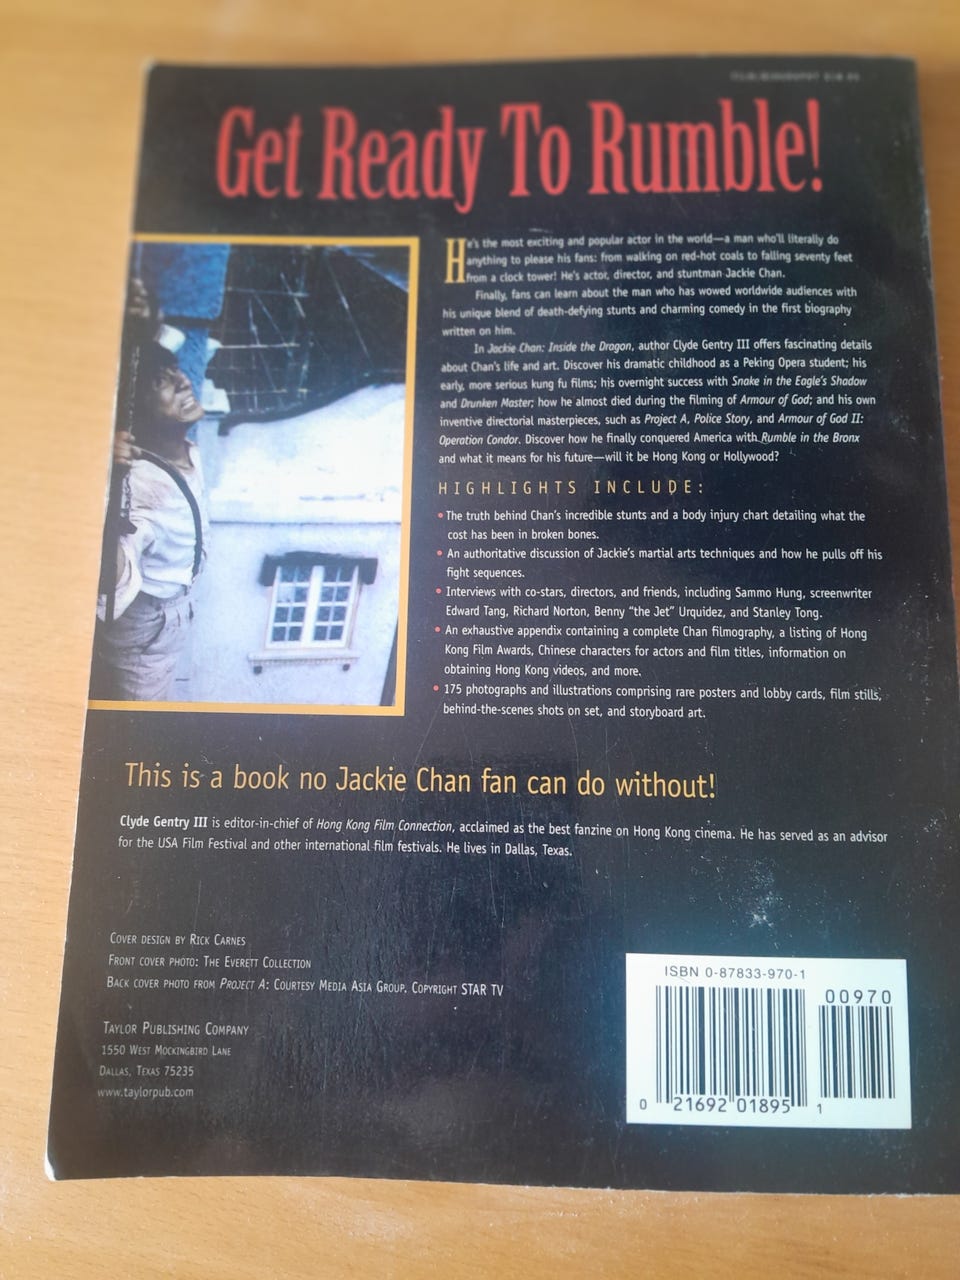 Get Ready To Rumble!
He's the most exciting and popular actor in the world—a man who'll literally do
anything to please his fans: from walking on red-hot coals to falling seventy feet
from a clock tower! He's actor, director, and stuntman Jackie Chan.
Finally, fans can learn about the man who has wowed worldwide audiences with
his unique blend of death-defying stunts and charming comedy in the first biography
written on him.
In Jackie Chan: Inside the Dragon, author Clyde Gentry III offers fascinating details
about Chan's life and art. Discover his dramatic childhood as a Peking Opera student; his
early, more serious kung fu films; his overnight success with Snake in the Eagle's Shadow
and Drunken Master; how he almost died during the filming of Armour of God; and his own
inventive directorial masterpieces, such as Project A, Police Story, and Armour of God II:
Operation Condor. Discover how he finally conquered America with Rumble in the Bronx
and what it means for his future—will it be Hong Kong or Hollywood?
HIGHLIGHTS INCLUDE:
• The truth behind Chan's incredible stunts and a body injury chart detailing what the
cost has been in broken bones.
• An authoritative discussion of Jackie's martial arts techniques and how he pulls off his
fight sequences.
• Interviews with co-stars, directors, and friends, including Sammo Hung, screenwriter
Edward Tang, Richard Norton, Benny "the Jet" Urquidez, and Stanley Tong.
• An exhaustive appendix containing a complete Chan filmography, a listing of Hong
Kong Film Awards, Chinese characters for actors and film titles, information on
obtaining Hong Kong videos, and more.
• 175 photographs and illustrations comprising rare posters and lobby cards, film stills,
behind-the-scenes shots on set, and storyboard art.
This is a book no Jackie Chan fan can do without!
Clyde Gentry III is editor-in-chief of Hong Kong Film Connection, acclaimed as the best fanzine on Hong Kong cinema. He has served as an advisor
for the USA Film Festival and other international film festivals. He lives in Dallas, Texas.
Cover design by Rick Carnes
Front cover photo: The Everett Collection
Back cover photo from Project A: Courtesy Media Asia Group, Copyright STAR TV
Taylor Publishing Company
1550 West Mockingbird Lane
Dallas, Texas 75235
www.taylorpub.com
ISBN 0-87833-970-1
00970
0 21692 01895 1